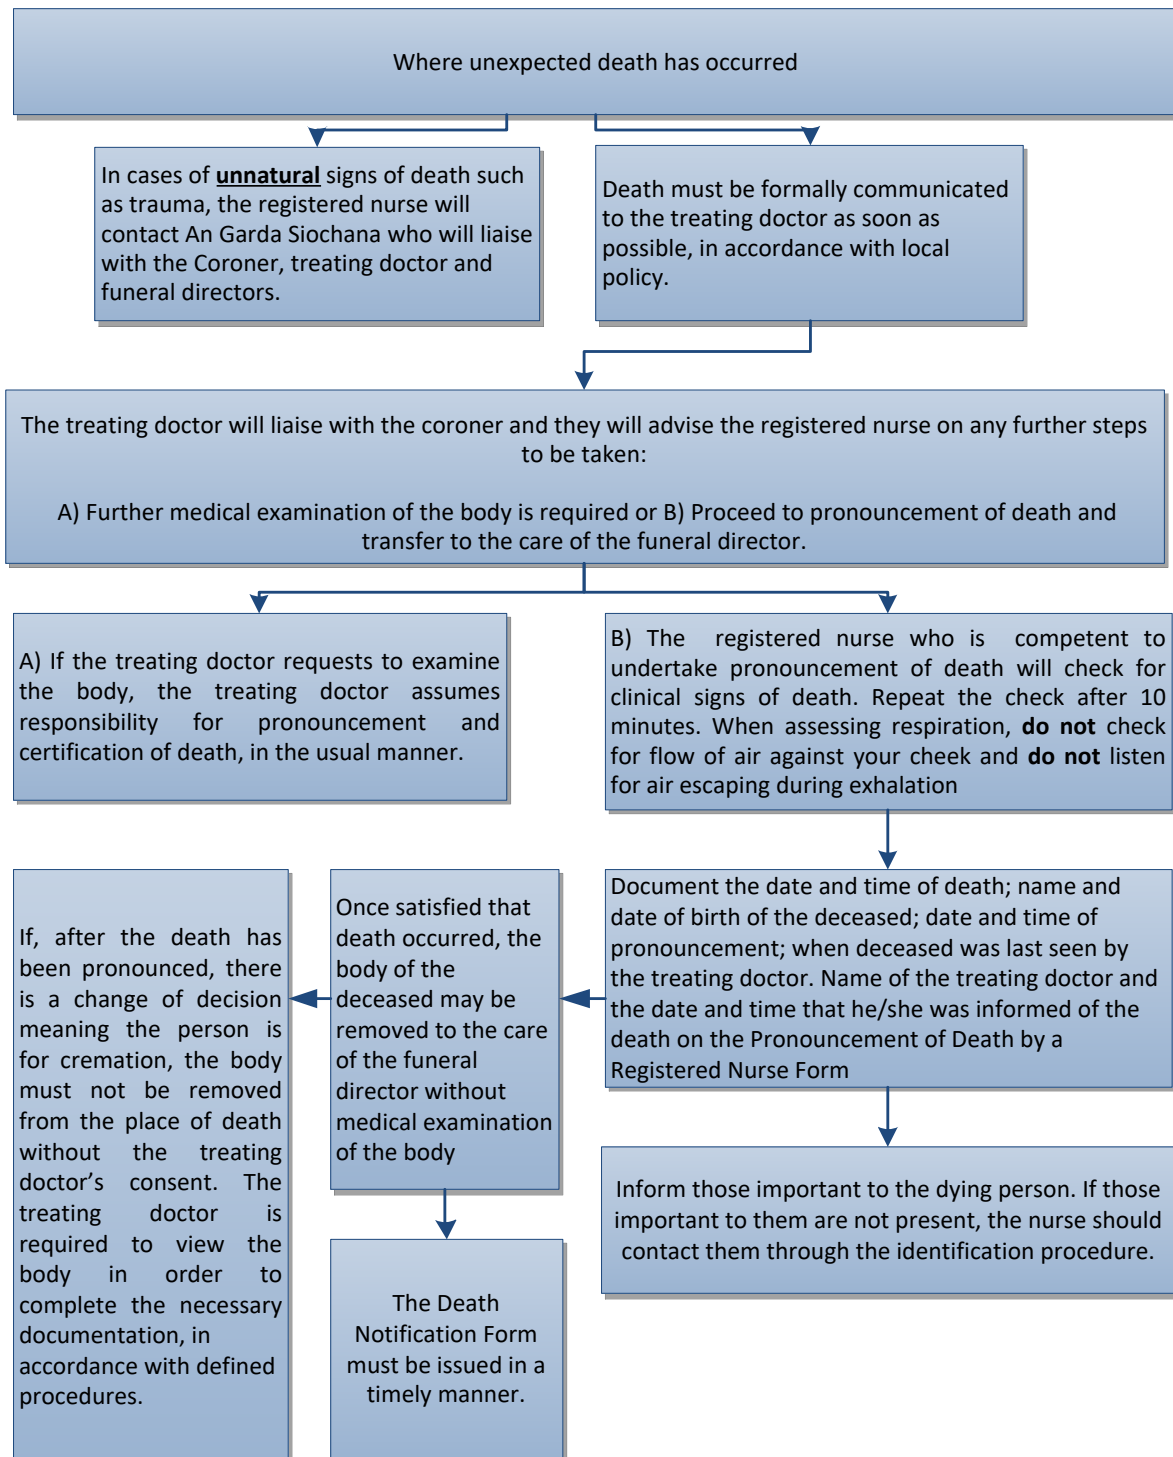 Where unexpected death has occurred
In cases of unnatural signs of death such
as trauma, the registered nurse will
contact An Garda Siochana who will liaise
with the Coroner, treating doctor and
funeral directors.
Death must be formally communicated
to the treating doctor as soon as
possible, in accordance with local
policy.
The treating doctor will liaise with the coroner and they will advise the registered nurse on any further steps
to be taken:
A) Further medical examination of the body is required or B) Proceed to pronouncement of death and
transfer to the care of the funeral director.
A) If the treating doctor requests to examine
the body, the treating doctor assumes
responsibility for pronouncement and
certification of death, in the usual manner.
B) The registered nurse who is competent to
undertake pronouncement of death will check for
clinical signs of death. Repeat the check after 10
minutes. When assessing respiration, do not check
for flow of air against your cheek and do not listen
for air escaping during exhalation
Document the date and time of death; name and
date of birth of the deceased; date and time of
pronouncement; when deceased was last seen by
the treating doctor. Name of the treating doctor and
the date and time that he/she was informed of the
death on the Pronouncement of Death by a
Registered Nurse Form
Once satisfied that
death occurred, the
body of the
deceased may be
removed to the care
of the funeral
director without
medical examination
of the body
If, after the death has
been pronounced, there
is a change of decision
meaning the person is
for cremation, the body
must not be removed
from the place of death
without the treating
doctor’s consent. The
treating doctor is
required to view the
body in order to
complete the necessary
documentation, in
accordance with defined
procedures.
Inform those important to the dying person. If those
important to them are not present, the nurse should
contact them through the identification procedure.
The Death
Notification Form
must be issued in a
timely manner.